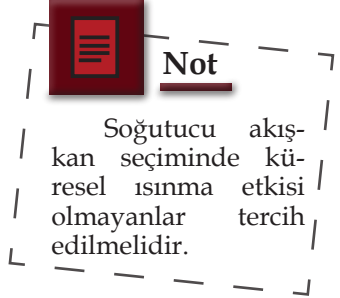 Not
Soğutucu akış-
kan seçiminde kü-
resel ısınma etkisi
olmayanlar tercih
edilmelidir.